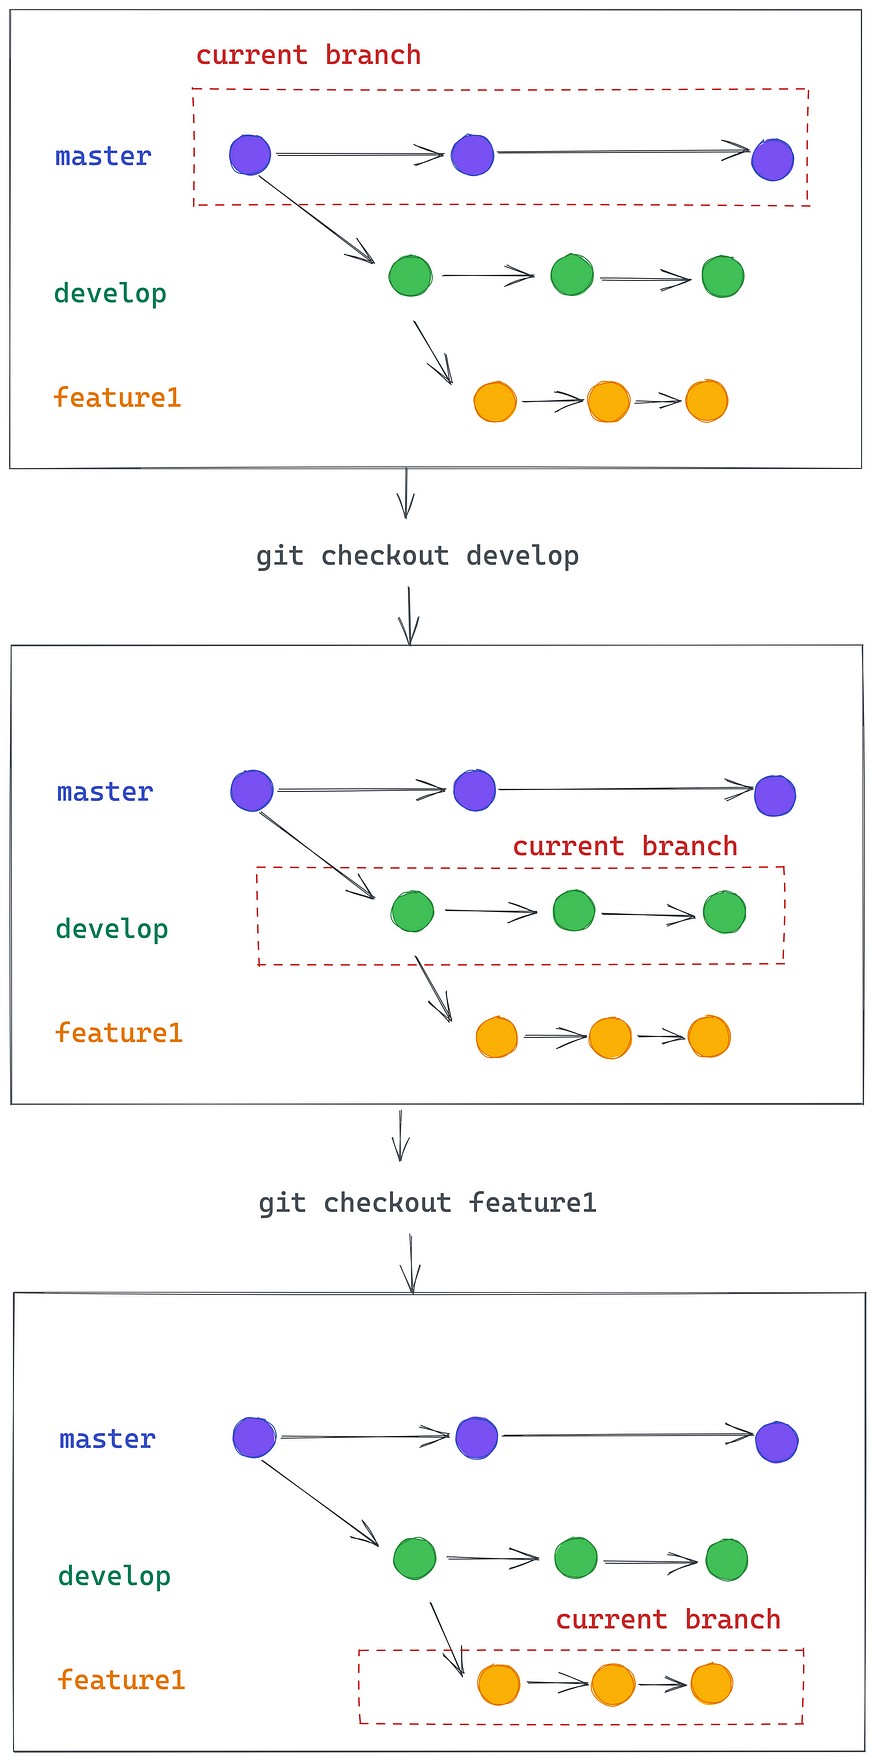 current branch
master
develop
feature1
git checkout develop
master
current branch
develop
feature1
git checkout feature1
master
develop
current branch
feature1